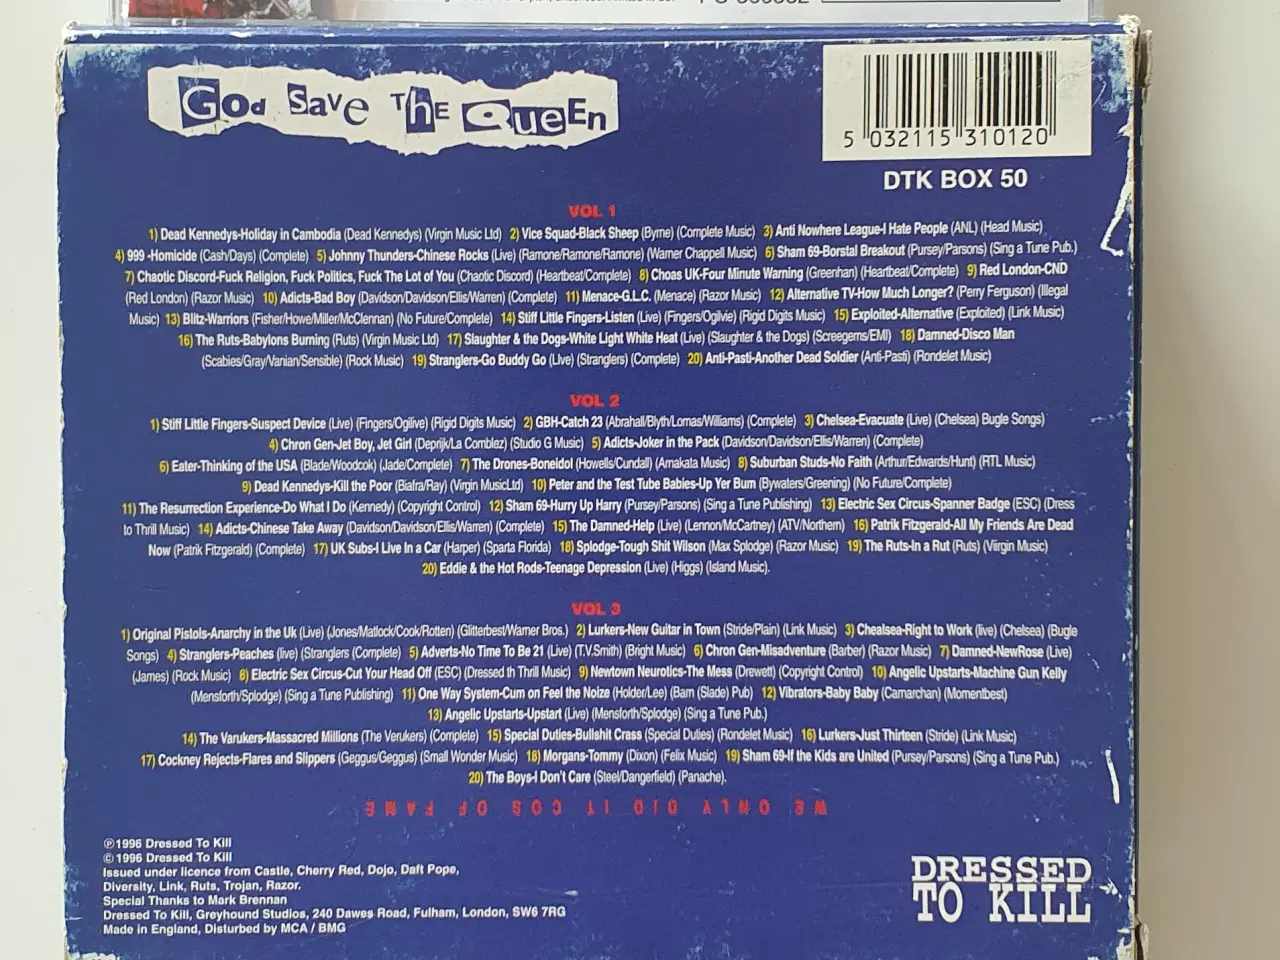 God Save The Queen
5 032115 310120
DTK BOX 50
VOL 1
1) Dead Kennedys-Holiday in Cambodia (Dead Kennedys) (Virgin Music Ltd) 2) Vice Squad-Black Sheep (Byrne) (Complete Music) 3) Anti Nowhere League-I Hate People (ANL) (Head Music)
4) 999 -Homicide (Cash/Days) (Complete) 5) Johnny Thunders-Chinese Rocks (Live) (Ramone/Ramone/Ramone) (Warner Chappell Music) 6) Sham 69-Borstal Breakout (Pursey/Parsons) (Sing a Tune Pub.)
7) Chaotic Discord-Fuck Religion, Fuck Politics, Fuck The Lot of You (Chaotic Discord) (Heartbeat/Complete) 8) Choas UK-Four Minute Warning (Greenhan) (Heartbeat/Complete) 9) Red London-CND
(Red London) (Razor Music) 10) Adicts-Bad Boy (Davidson/Davidson/Ellis/Warren) (Complete) 11) Menace-G.L.C. (Menace) (Razor Music) 12) Alternative TV-How Much Longer? (Perry Ferguson) (Illegal
Music) 13) Blitz-Warriors (Fisher/Howe/Miller/McClennan) (No Future/Complete) 14) Stiff Little Fingers-Listen (Live) (Fingers/Ogilvie) (Rigid Digits Music) 15) Exploited-Alternative (Exploited) (Link Music)
16) The Ruts-Babylons Burning (Ruts) (Virgin Music Ltd) 17) Slaughter & the Dogs-White Light White Heat (Live) (Slaughter & the Dogs) (Screegems/EMI) 18) Damned-Disco Man
(Scabies/Gray/Vanian/Sensible) (Rock Music) 19) Stranglers-Go Buddy Go (Live) (Stranglers) (Complete) 20) Anti-Pasti-Another Dead Soldier (Anti-Pasti) (Rondelet Music)
VOL 2
1) Stiff Little Fingers-Suspect Device (Live) (Fingers/Ogilive) (Rigid Digits Music) 2) GBH-Catch 23 (Abrahall/Blyth/Lomas/Williams) (Complete) 3) Chelsea-Evacuate (Live) (Chelsea) Bugle Songs)
4) Chron Gen-Jet Boy, Jet Girl (Deprijk/La Comblez) (Studio G Music) 5) Adicts-Joker in the Pack (Davidson/Davidson/Ellis/Warren) (Complete)
6) Eater-Thinking of the USA (Blade/Woodcok) (Jade/Complete) 7) The Drones-Boneidol (Howells/Cundall) (Amakata Music) 8) Suburban Studs-No Faith (Arthur/Edwards/Hunt) (RTL Music)
9) Dead Kennedys-Kill the Poor (Biafra/Ray) (Virgin MusicLtd) 10) Peter and the Test Tube Babies-Up Yer Bum (Bywaters/Greening) (No Future/Complete)
11) The Resurrection Experience-Do What I Do (Kennedy) (Copyright Control) 12) Sham 69-Hurry Up Harry (Pursey/Parsons) (Sing a Tune Publishing) 13) Electric Sex Circus-Spanner Badge (ESC) (Dress
to Thrill Music) 14) Adicts-Chinese Take Away (Davidson/Davidson/Ellis/Warren) (Complete) 15) The Damned-Help (Live) (Lennon/McCartney) (ATV/Northern) 16) Patrik Fitzgerald-All My Friends Are Dead
Now (Patrik Fitzgerald) (Complete) 17) UK Subs-I Live In a Car (Harper) (Sparta Florida) 18) Splodge-Tough Shit Wilson (Max Splodge) (Razor Music) 19) The Ruts-In a Rut (Ruts) (Virgin Music)
20) Eddie & the Hot Rods-Teenage Depression (Live) (Higgs) (Island Music).
VOL 3
1) Original Pistols-Anarchy in the Uk (Live) (Jones/Matlock/Cook/Rotten) (Glitterbest/Warner Bros.) 2) Lurkers-New Guitar in Town (Stride/Plain) (Link Music) 3) Chealsea-Right to Work (live) (Chelsea) (Bugle
Songs) 4) Stranglers-Peaches (live) (Stranglers (Complete) 5) Adverts-No Time To Be 21 (Live) (T.V.Smith) (Bright Music) 6) Chron Gen-Misadventure (Barber) (Razor Music) 7) Damned-NewRose (Live)
(James) (Rock Music) 8) Electric Sex Circus-Cut Your Head Off (ESC) (Dressed th Thrill Music) 9) Newtown Neurotics-The Mess (Drewett) (Copyright Control) 10) Angelic Upstarts-Machine Gun Kelly
(Mensforth/Splodge) (Sing a Tune Publishing) 11) One Way System-Cum on Feel the Noize (Holder/Lee) (Barn (Slade) Pub) 12) Vibrators-Baby Baby (Camarchan) (Momentbest)
13) Angelic Upstarts-Upstart (Live) (Mensforth/Splodge) (Sing a Tune Pub.)
14) The Varukers-Massacred Millions (The Verukers) (Complete) 15) Special Duties-Bullshit Crass (Special Duties) (Rondelet Music) 16) Lurkers-Just Thirteen (Stride) (Link Music)
17) Cockney Rejects-Flares and Slippers (Geggus/Geggus) (Small Wonder Music) 18) Morgans-Tommy (Dixon) (Felix Music) 19) Sham 69-If the Kids are United (Pursey/Parsons) (Sing a Tune Pub.)
20) The Boys-I Don't Care (Steel/Dangerfield) (Panache).
WE ONLY DID IT COS OF FAME
℗1996 Dressed To Kill
©1996 Dressed To Kill
Issued under licence from Castle, Cherry Red, Dojo, Daft Pope,
Diversity, Link, Ruts, Trojan, Razor.
Special Thanks to Mark Brennan
Dressed To Kill, Greyhound Studios, 240 Dawes Road, Fulham, London, SW6 7RG
Made in England, Disturbed by MCA / BMG
DRESSED
TO KILL